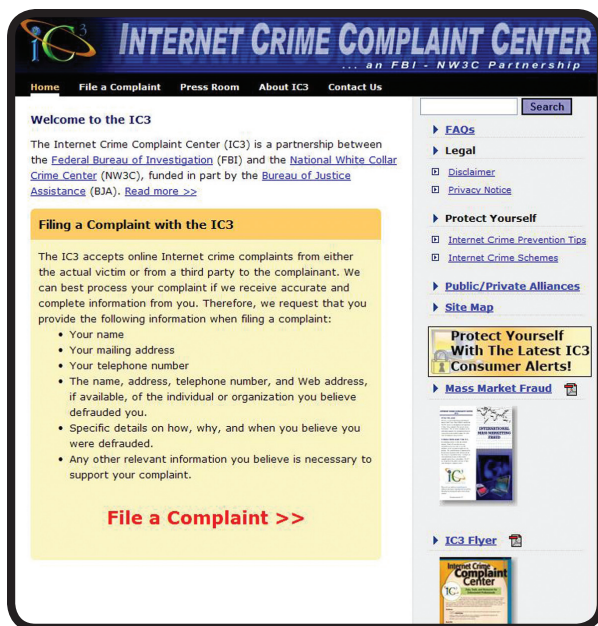 iC3
INTERNET CRIME COMPLAINT CENTER
... an FBI - NW3C Partnership
Home File a Complaint Press Room About IC3 Contact Us
Welcome to the IC3
The Internet Crime Complaint Center (IC3) is a partnership between
the Federal Bureau of Investigation (FBI) and the National White Collar
Crime Center (NW3C), funded in part by the Bureau of Justice
Assistance (BJA). Read more >>
Filing a Complaint with the IC3
The IC3 accepts online Internet crime complaints from either
the actual victim or from a third party to the complainant. We
can best process your complaint if we receive accurate and
complete information from you. Therefore, we request that you
provide the following information when filing a complaint:
• Your name
• Your mailing address
• Your telephone number
• The name, address, telephone number, and Web address,
if available, of the individual or organization you believe
defrauded you.
• Specific details on how, why, and when you believe you
were defrauded.
• Any other relevant information you believe is necessary to
support your complaint.
File a Complaint >>
Search
FAQs
Legal
Disclaimer
Privacy Notice
Protect Yourself
Internet Crime Prevention Tips
Internet Crime Schemes
Public/Private Alliances
Site Map
Protect Yourself
With The Latest IC3
Consumer Alerts!
Mass Market Fraud
INTERNATIONAL
MASS MARKETING
FRAUD
IC3
IC3 Flyer
Internet Crime
Complaint
Center
IC3